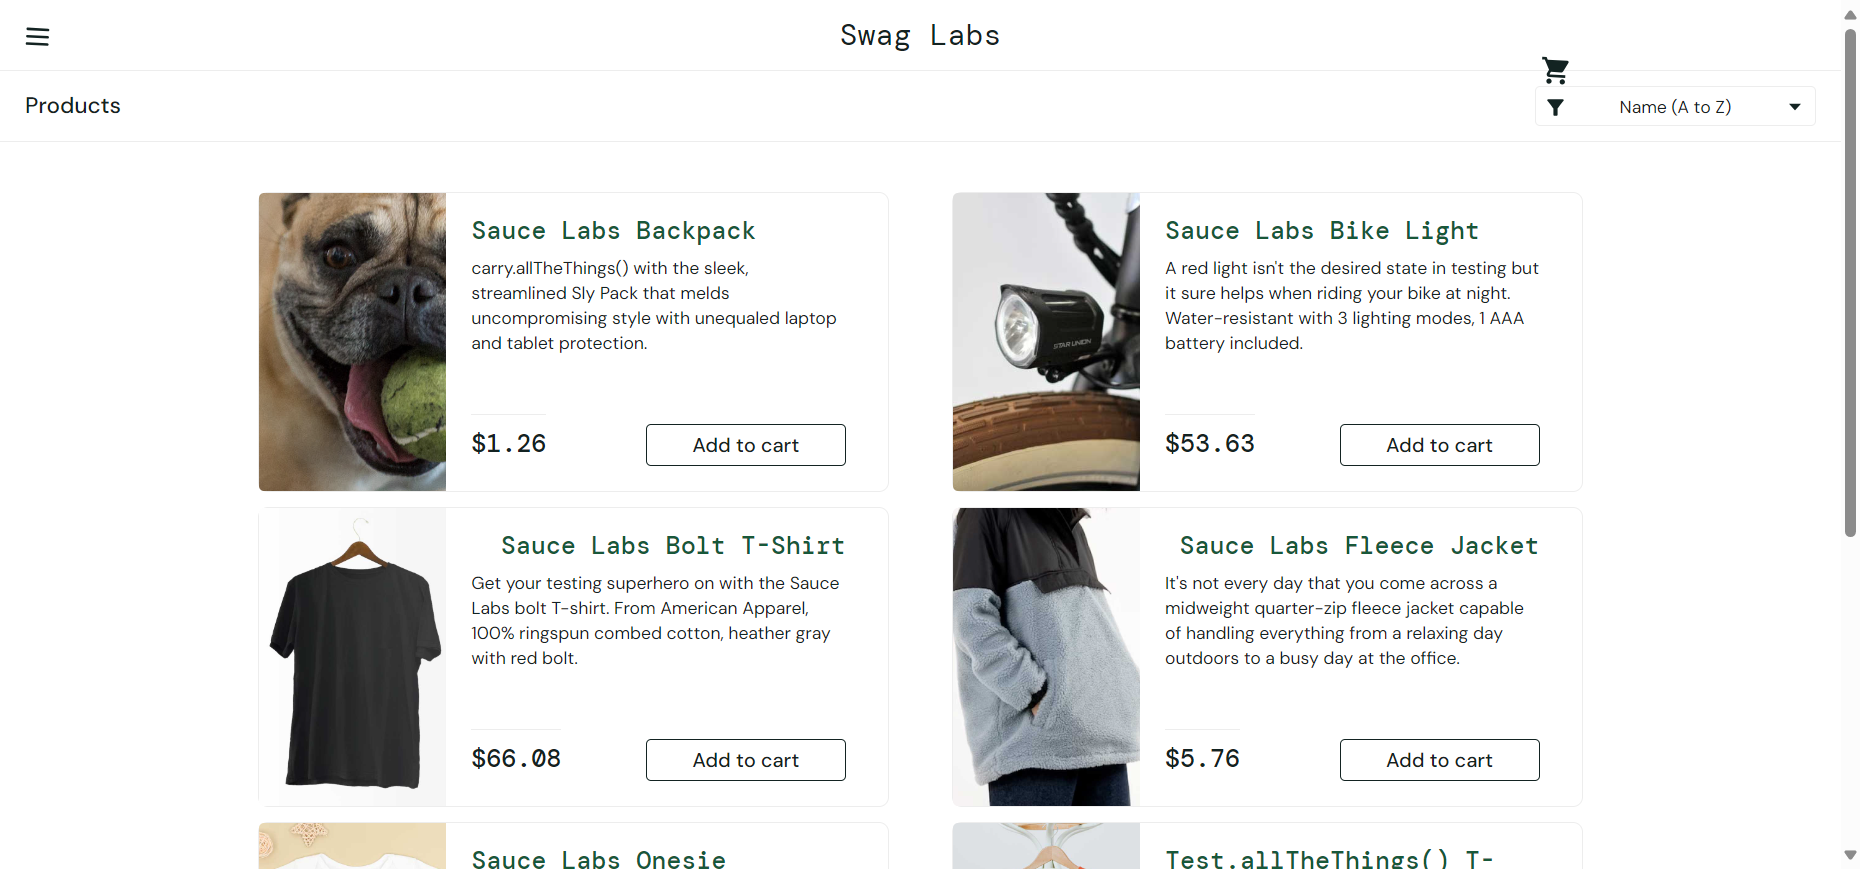 Swag Labs
Products
Name (A to Z)
Sauce Labs Backpack
carry.allTheThings() with the sleek,
streamlined Sly Pack that melds
uncompromising style with unequaled laptop
and tablet protection.
$1.26
Add to cart
Sauce Labs Bike Light
A red light isn't the desired state in testing but
it sure helps when riding your bike at night.
Water-resistant with 3 lighting modes, 1 AAA
battery included.
STAR UNION
$53.63
Add to cart
Sauce Labs Bolt T-Shirt
Get your testing superhero on with the Sauce
Labs bolt T-shirt. From American Apparel,
100% ringspun combed cotton, heather gray
with red bolt.
$66.08
Add to cart
Sauce Labs Fleece Jacket
It's not every day that you come across a
midweight quarter-zip fleece jacket capable
of handling everything from a relaxing day
outdoors to a busy day at the office.
$5.76
Add to cart
Sauce Labs Onesie
Test.allTheThings() T-